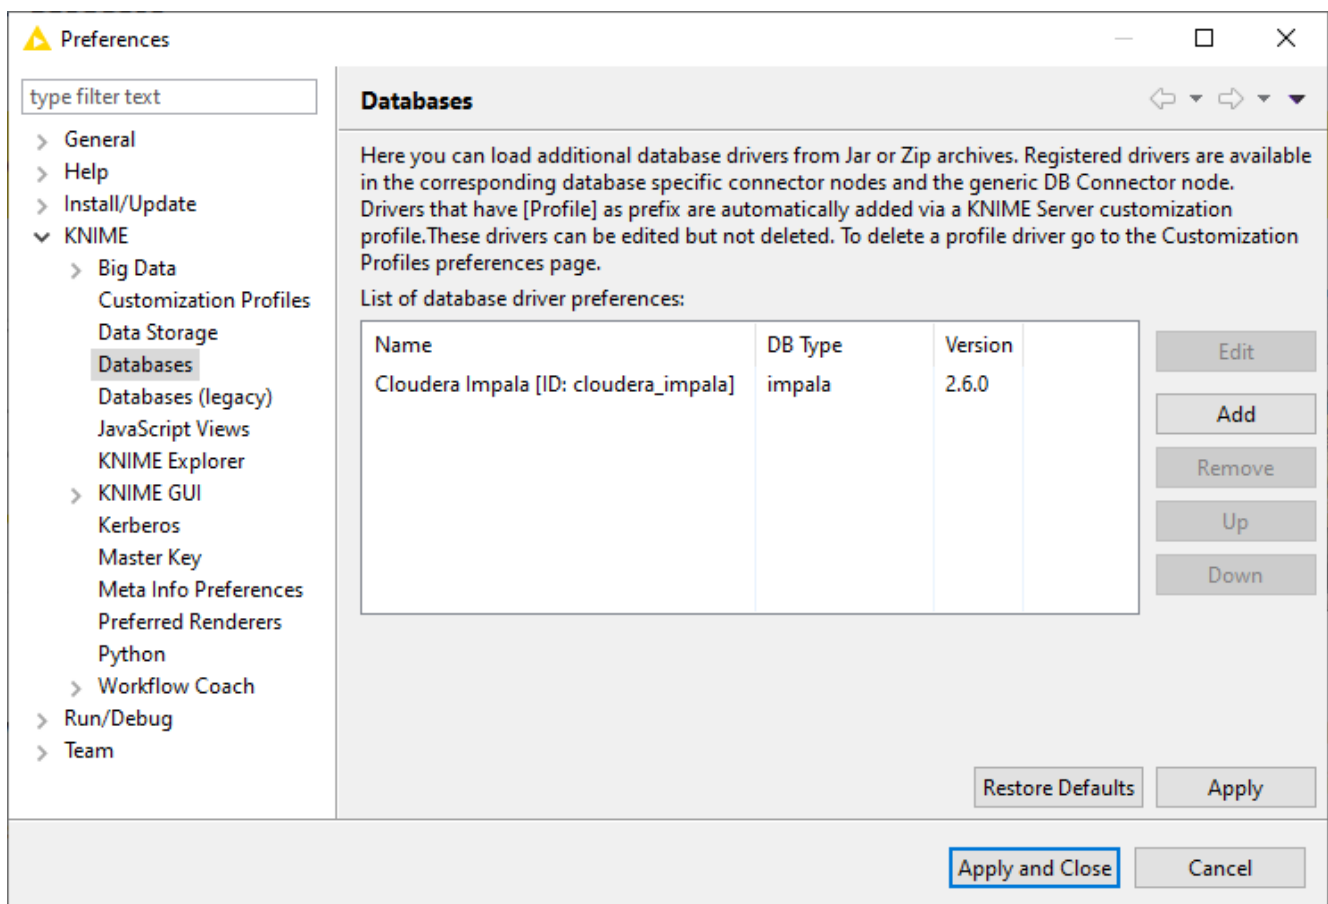 Preferences
type filter text
General
Help
Install/Update
KNIME
Big Data
Customization Profiles
Data Storage
Databases
Databases (legacy)
JavaScript Views
KNIME Explorer
KNIME GUI
Kerberos
Master Key
Meta Info Preferences
Preferred Renderers
Python
Workflow Coach
Run/Debug
Team
Databases
Here you can load additional database drivers from Jar or Zip archives. Registered drivers are available
in the corresponding database specific connector nodes and the generic DB Connector node.
Drivers that have [Profile] as prefix are automatically added via a KNIME Server customization
profile.These drivers can be edited but not deleted. To delete a profile driver go to the Customization
Profiles preferences page.
List of database driver preferences:
Name DB Type Version
Cloudera Impala [ID: cloudera_impala] impala 2.6.0
Edit
Add
Remove
Up
Down
Restore Defaults Apply
Apply and Close Cancel